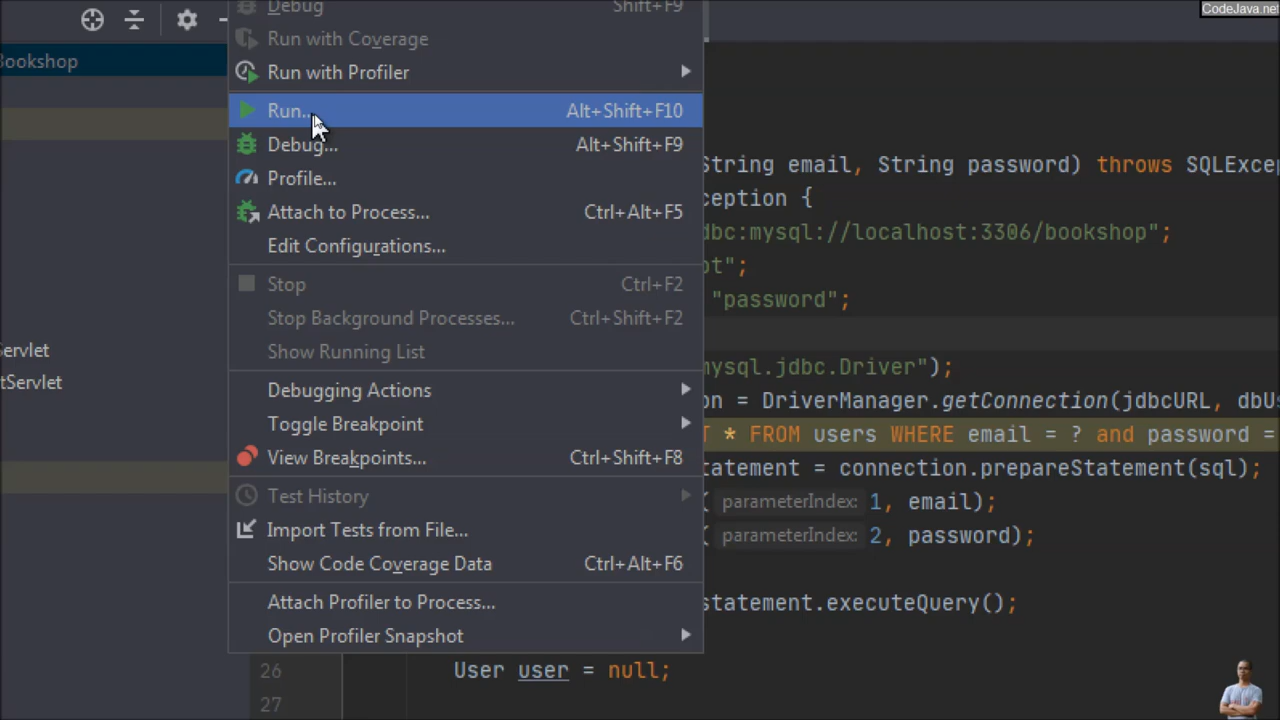 CodeJava.net
Debug Shift+F9
Run with Coverage
Bookshop
Run with Profiler
Run... Alt+Shift+F10
Debug... Alt+Shift+F9
String email, String password) throws SQLExce
Profile...
ception {
Attach to Process... Ctrl+Alt+F5
dbc:mysql://localhost:3306/bookshop";
Edit Configurations...
ot";
Stop Ctrl+F2
"password";
Stop Background Processes... Ctrl+Shift+F2
Servlet
Show Running List
mysql.jdbc.Driver");
tServlet
Debugging Actions
on = DriverManager.getConnection(jdbcURL, dbUs
Toggle Breakpoint
T * FROM users WHERE email = ? and password =
View Breakpoints... Ctrl+Shift+F8
tatement = connection.prepareStatement(sql);
Test History
( parameterIndex: 1, email);
Import Tests from File...
( parameterIndex: 2, password);
Show Code Coverage Data Ctrl+Alt+F6
Attach Profiler to Process...
statement.executeQuery();
Open Profiler Snapshot
26 User user = null;
27